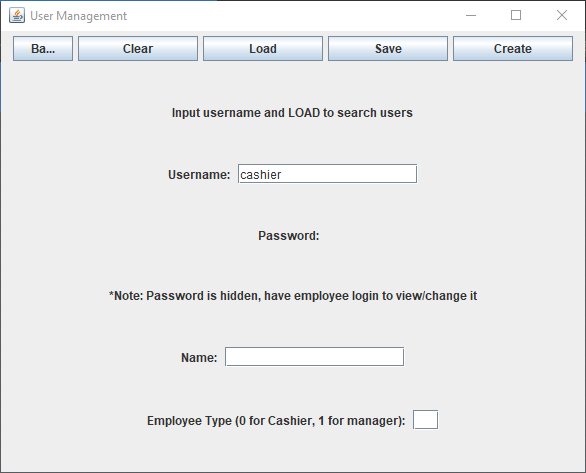 User Management
Ba... Clear Load Save Create
Input username and LOAD to search users
Username: cashier
Password:
*Note: Password is hidden, have employee login to view/change it
Name:
Employee Type (0 for Cashier, 1 for manager):